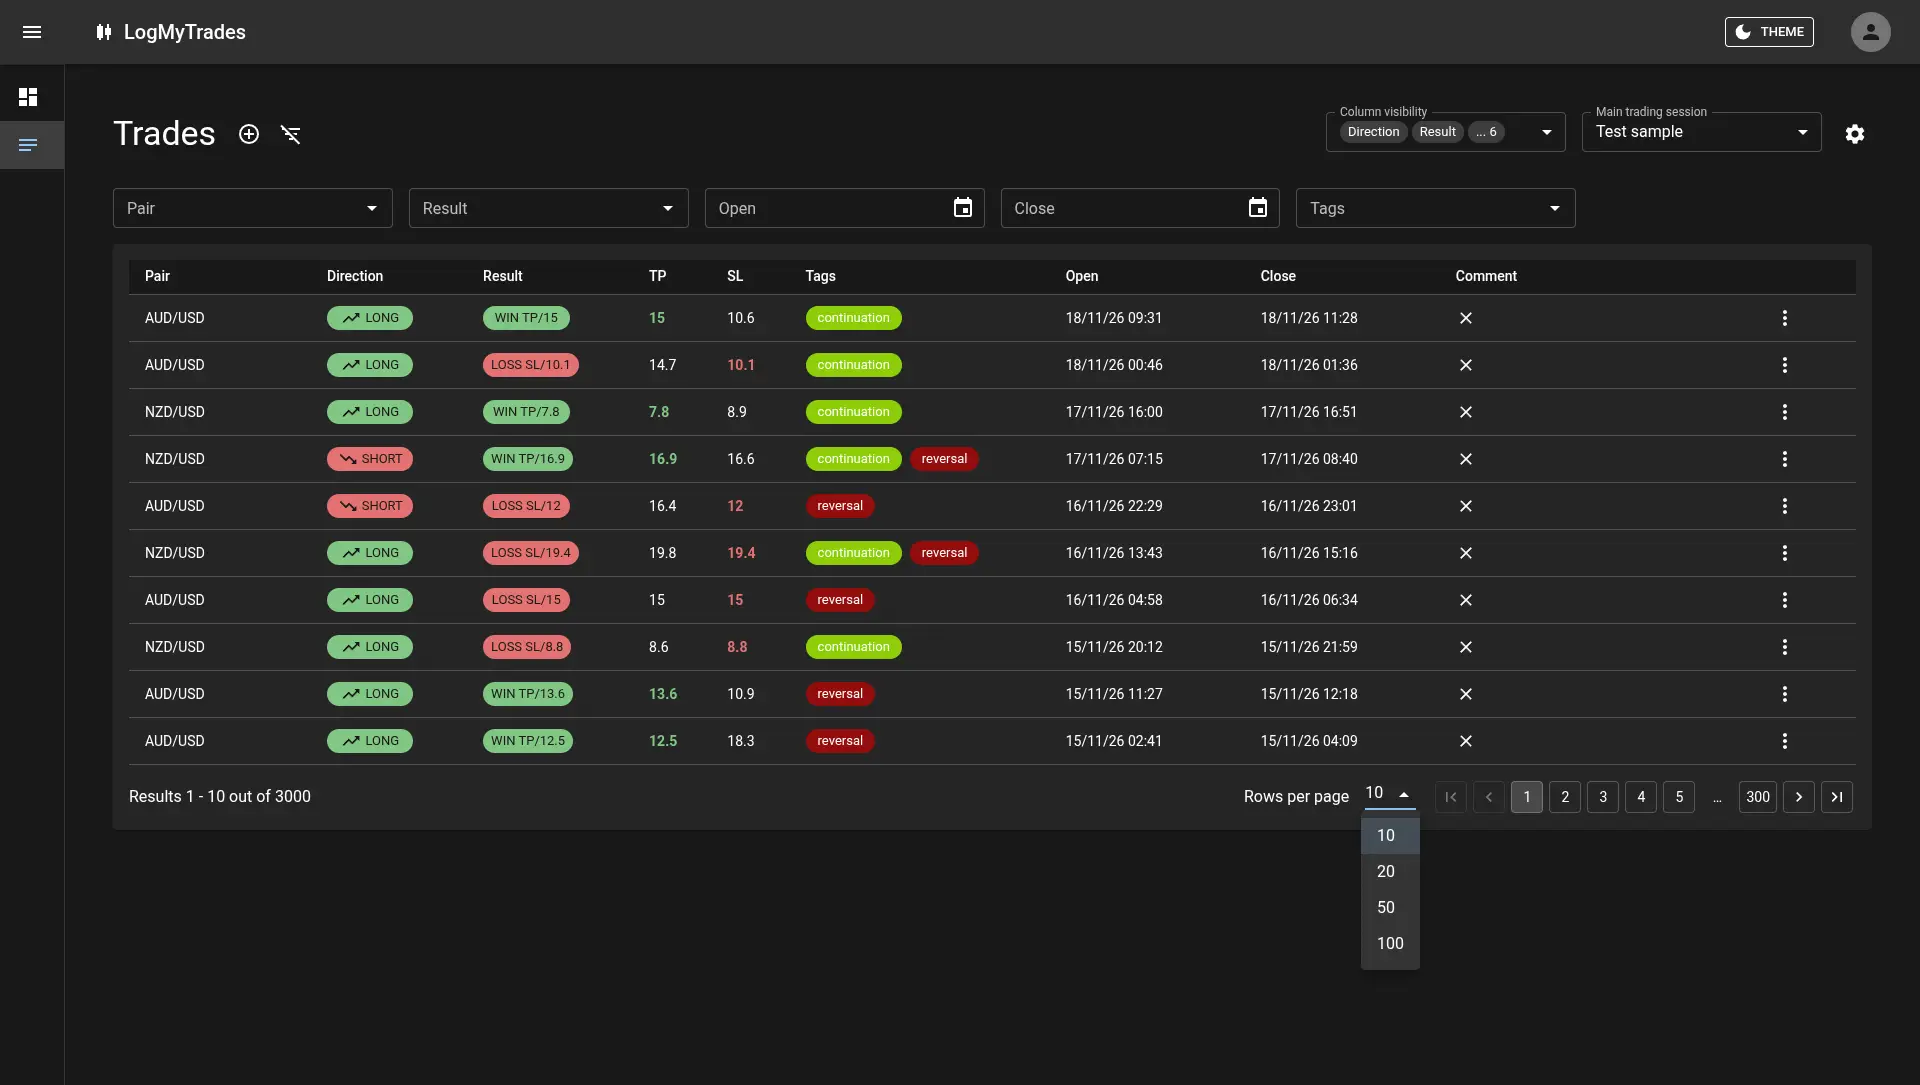 LogMyTrades
THEME
Trades
Column visibility
Direction Result ... 6
Main trading session
Test sample
Pair Result Open Close Tags
Pair Direction Result TP SL Tags Open Close Comment
AUD/USD LONG WIN TP/15 15 10.6 continuation 18/11/26 09:31 18/11/26 11:28
AUD/USD LONG LOSS SL/10.1 14.7 10.1 continuation 18/11/26 00:46 18/11/26 01:36
NZD/USD LONG WIN TP/7.8 7.8 8.9 continuation 17/11/26 16:00 17/11/26 16:51
NZD/USD SHORT WIN TP/16.9 16.9 16.6 continuation reversal 17/11/26 07:15 17/11/26 08:40
AUD/USD SHORT LOSS SL/12 16.4 12 reversal 16/11/26 22:29 16/11/26 23:01
NZD/USD LONG LOSS SL/19.4 19.8 19.4 continuation reversal 16/11/26 13:43 16/11/26 15:16
AUD/USD LONG LOSS SL/15 15 15 reversal 16/11/26 04:58 16/11/26 06:34
NZD/USD LONG LOSS SL/8.8 8.6 8.8 continuation 15/11/26 20:12 15/11/26 21:59
AUD/USD LONG WIN TP/13.6 13.6 10.9 reversal 15/11/26 11:27 15/11/26 12:18
AUD/USD LONG WIN TP/12.5 12.5 18.3 reversal 15/11/26 02:41 15/11/26 04:09
Results 1 - 10 out of 3000 Rows per page 10 1 2 3 4 5 ... 300
10
20
50
100